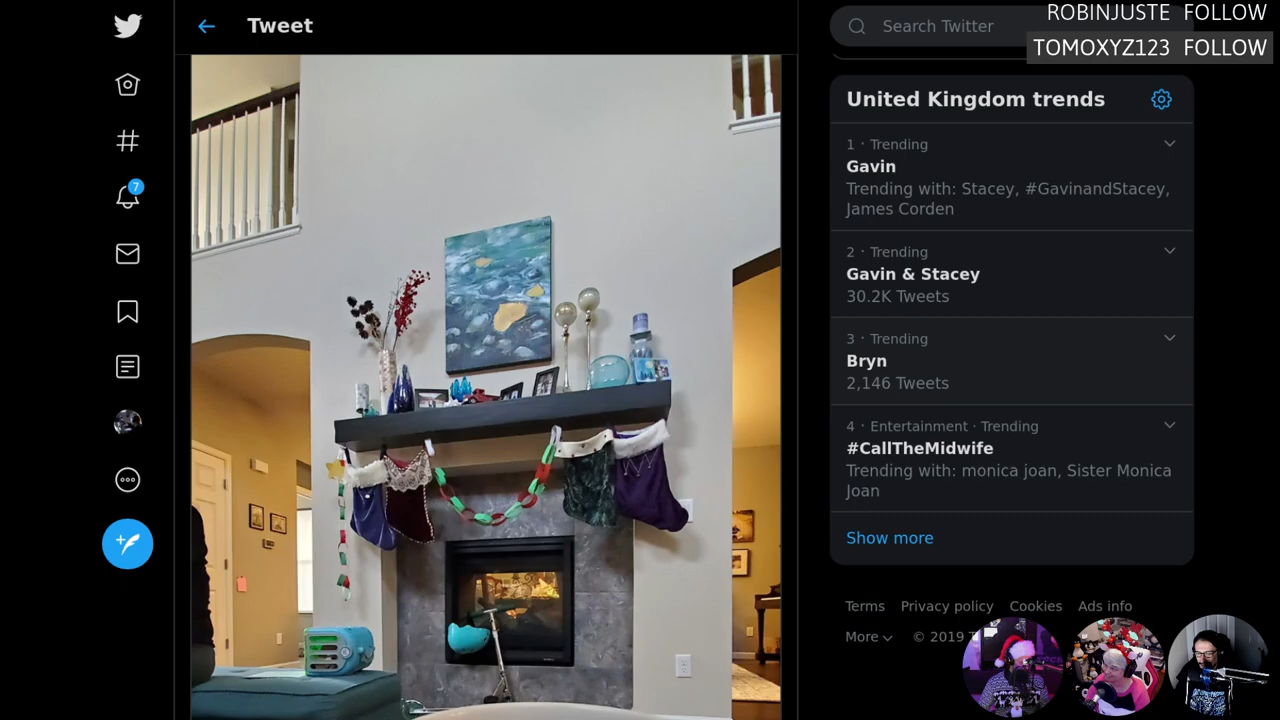 Tweet
Search Twitter
ROBINJUSTE FOLLOW
TOMOXYZ123 FOLLOW
7
United Kingdom trends
1 · Trending
Gavin
Trending with: Stacey, #GavinandStacey,
James Corden
2 · Trending
Gavin & Stacey
30.2K Tweets
3 · Trending
Bryn
2,146 Tweets
4 · Entertainment · Trending
#CallTheMidwife
Trending with: monica joan, Sister Monica
Joan
Show more
Terms Privacy policy Cookies Ads info
More © 2019